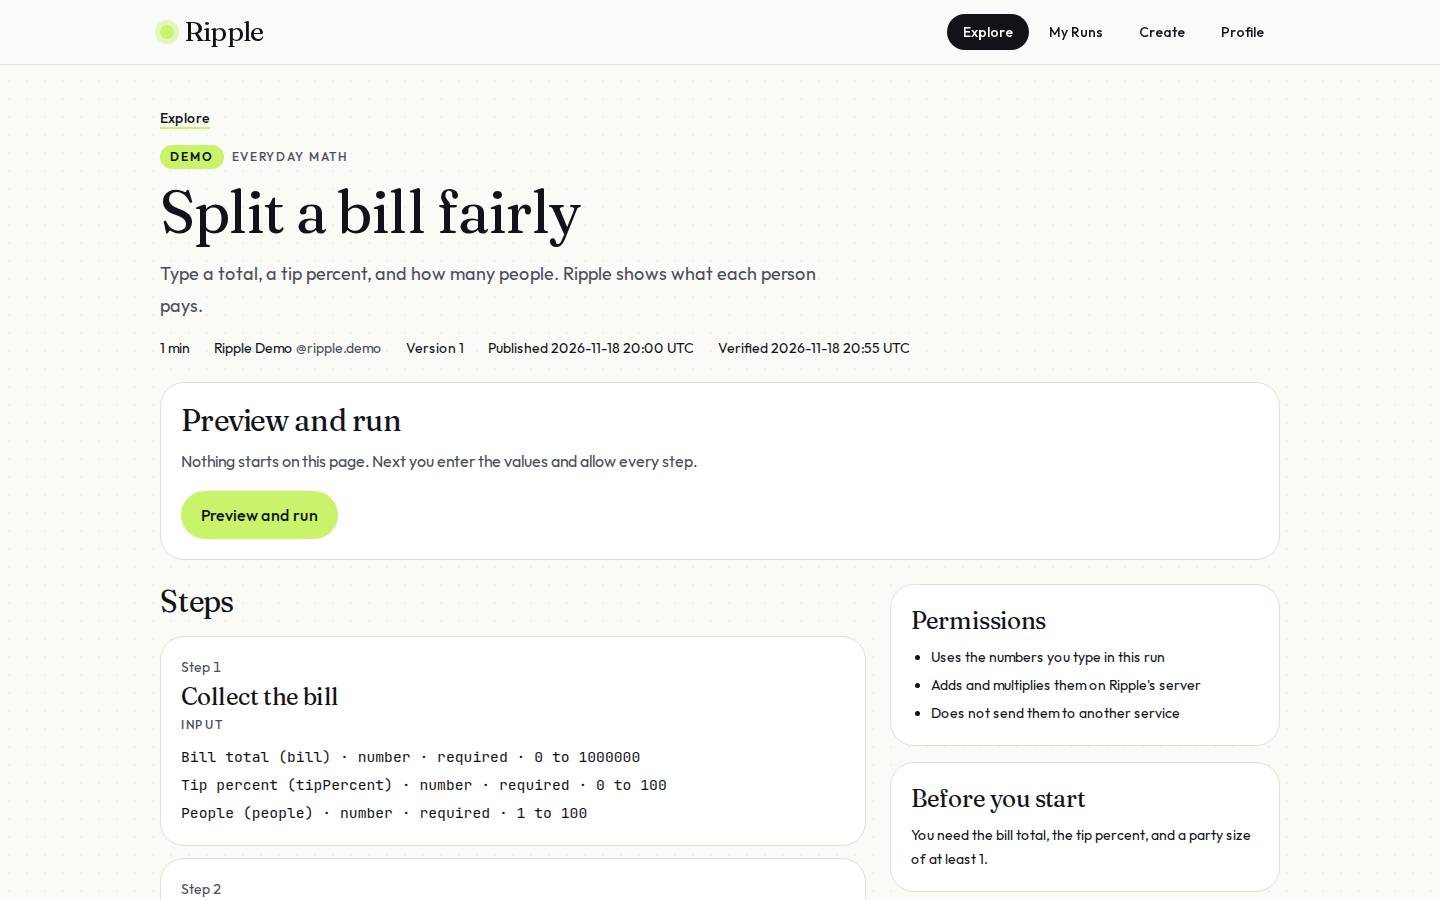 Ripple
Explore
My Runs
Create
Profile
Explore
DEMO EVERYDAY MATH
Split a bill fairly
Type a total, a tip percent, and how many people. Ripple shows what each person
pays.
1 min Ripple Demo @ripple.demo Version 1 Published 2026-11-18 20:00 UTC Verified 2026-11-18 20:55 UTC
Preview and run
Nothing starts on this page. Next you enter the values and allow every step.
Preview and run
Steps
Step 1
Collect the bill
INPUT
Bill total (bill) · number · required · 0 to 1000000
Tip percent (tipPercent) · number · required · 0 to 100
People (people) · number · required · 1 to 100
Step 2
Permissions
Uses the numbers you type in this run
Adds and multiplies them on Ripple's server
Does not send them to another service
Before you start
You need the bill total, the tip percent, and a party size
of at least 1.